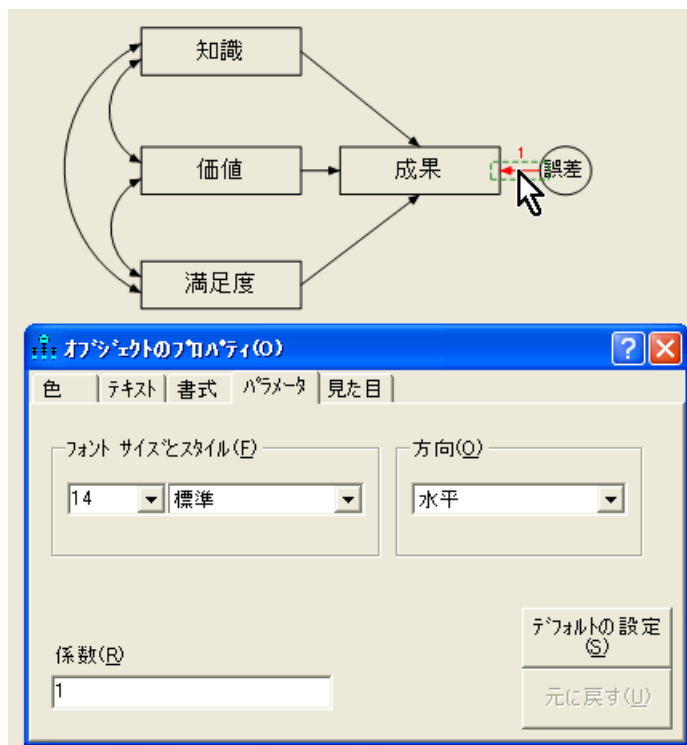 知識
価値
成果
1
誤差
満足度
オブジェクトのプロパティ(O)
色 テキスト 書式 パラメータ 見た目
フォント サイズとスタイル(F)
方向(O)
14 標準
水平
デフォルトの設定(S)
係数(R)
1
元に戻す(U)